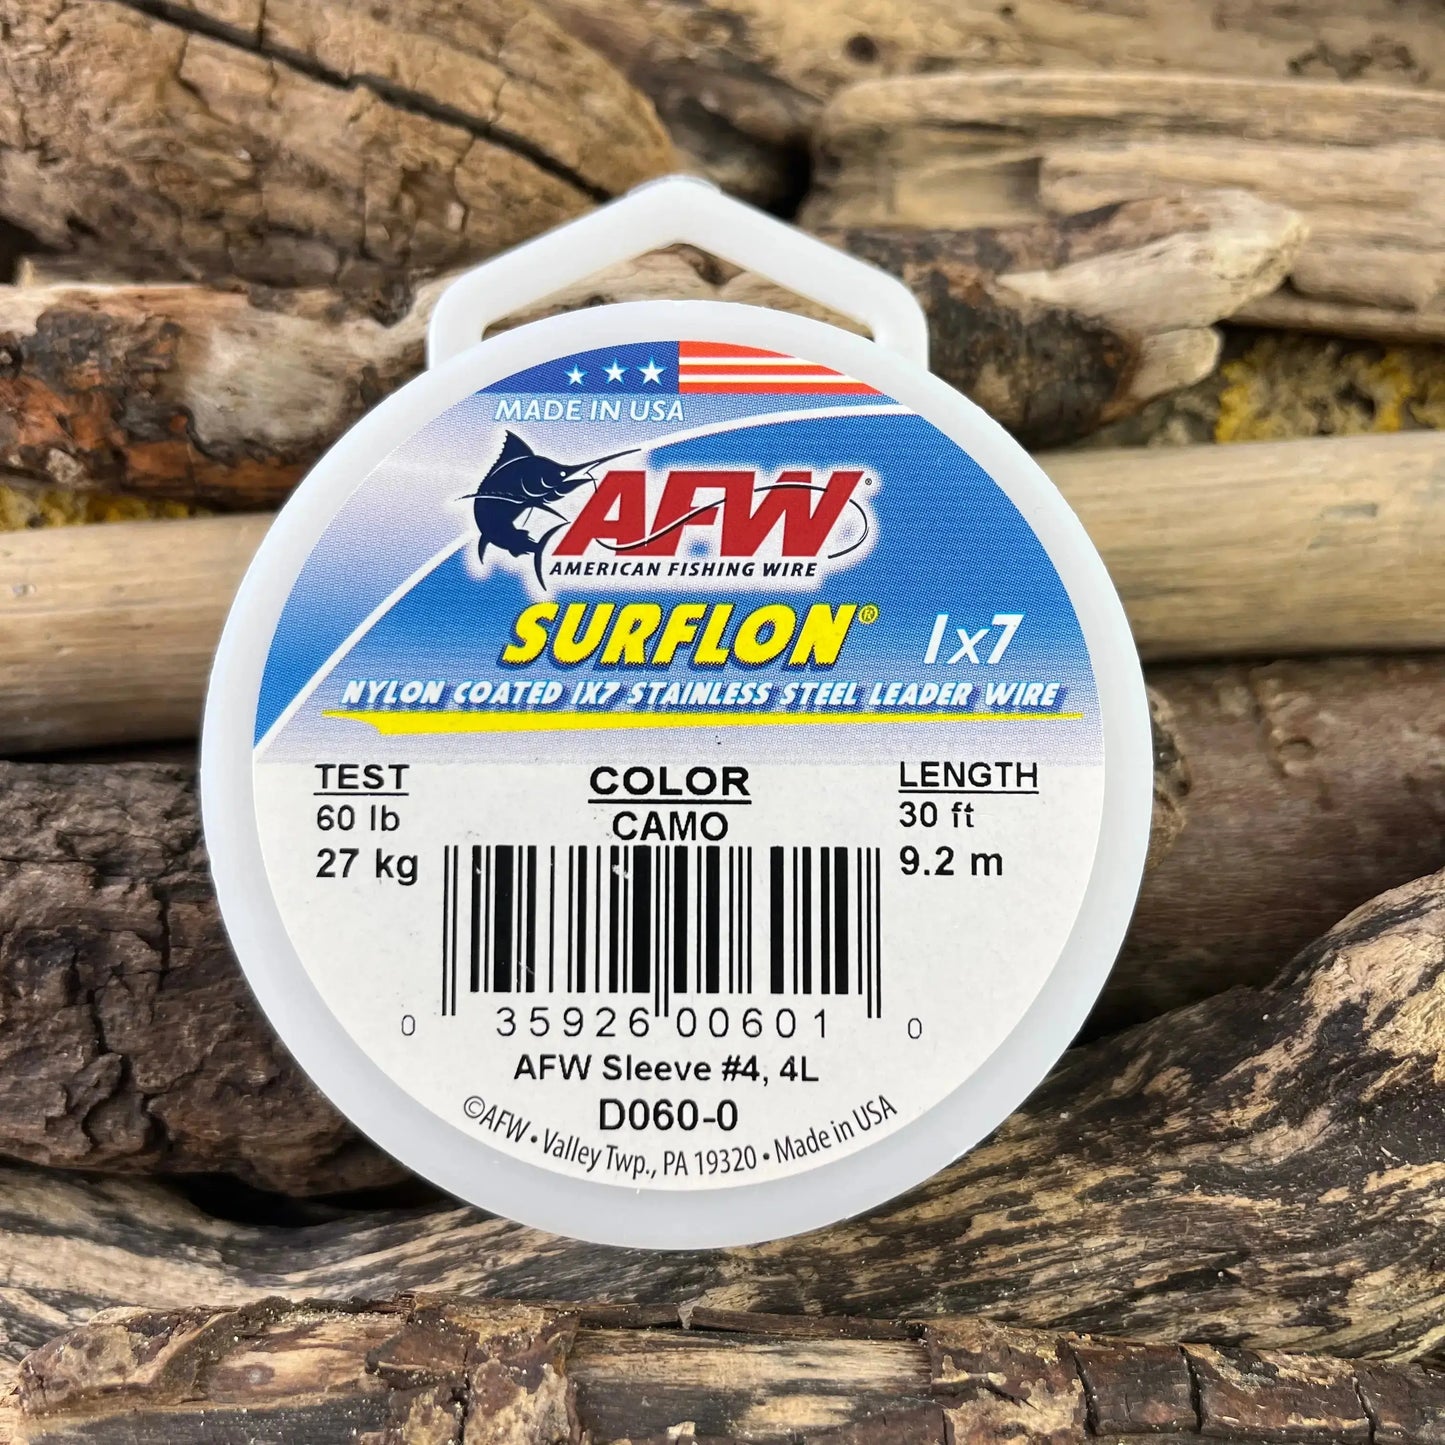 MADE IN USA
AFW®
AMERICAN FISHING WIRE
SURFLON® 1x7
NYLON COATED 1X7 STAINLESS STEEL LEADER WIRE
TEST COLOR LENGTH
60 lb CAMO 30 ft
27 kg 9.2 m
0 35926 00601 0
AFW Sleeve #4, 4L
D060-0
©AFW • Valley Twp., PA 19320 • Made in USA